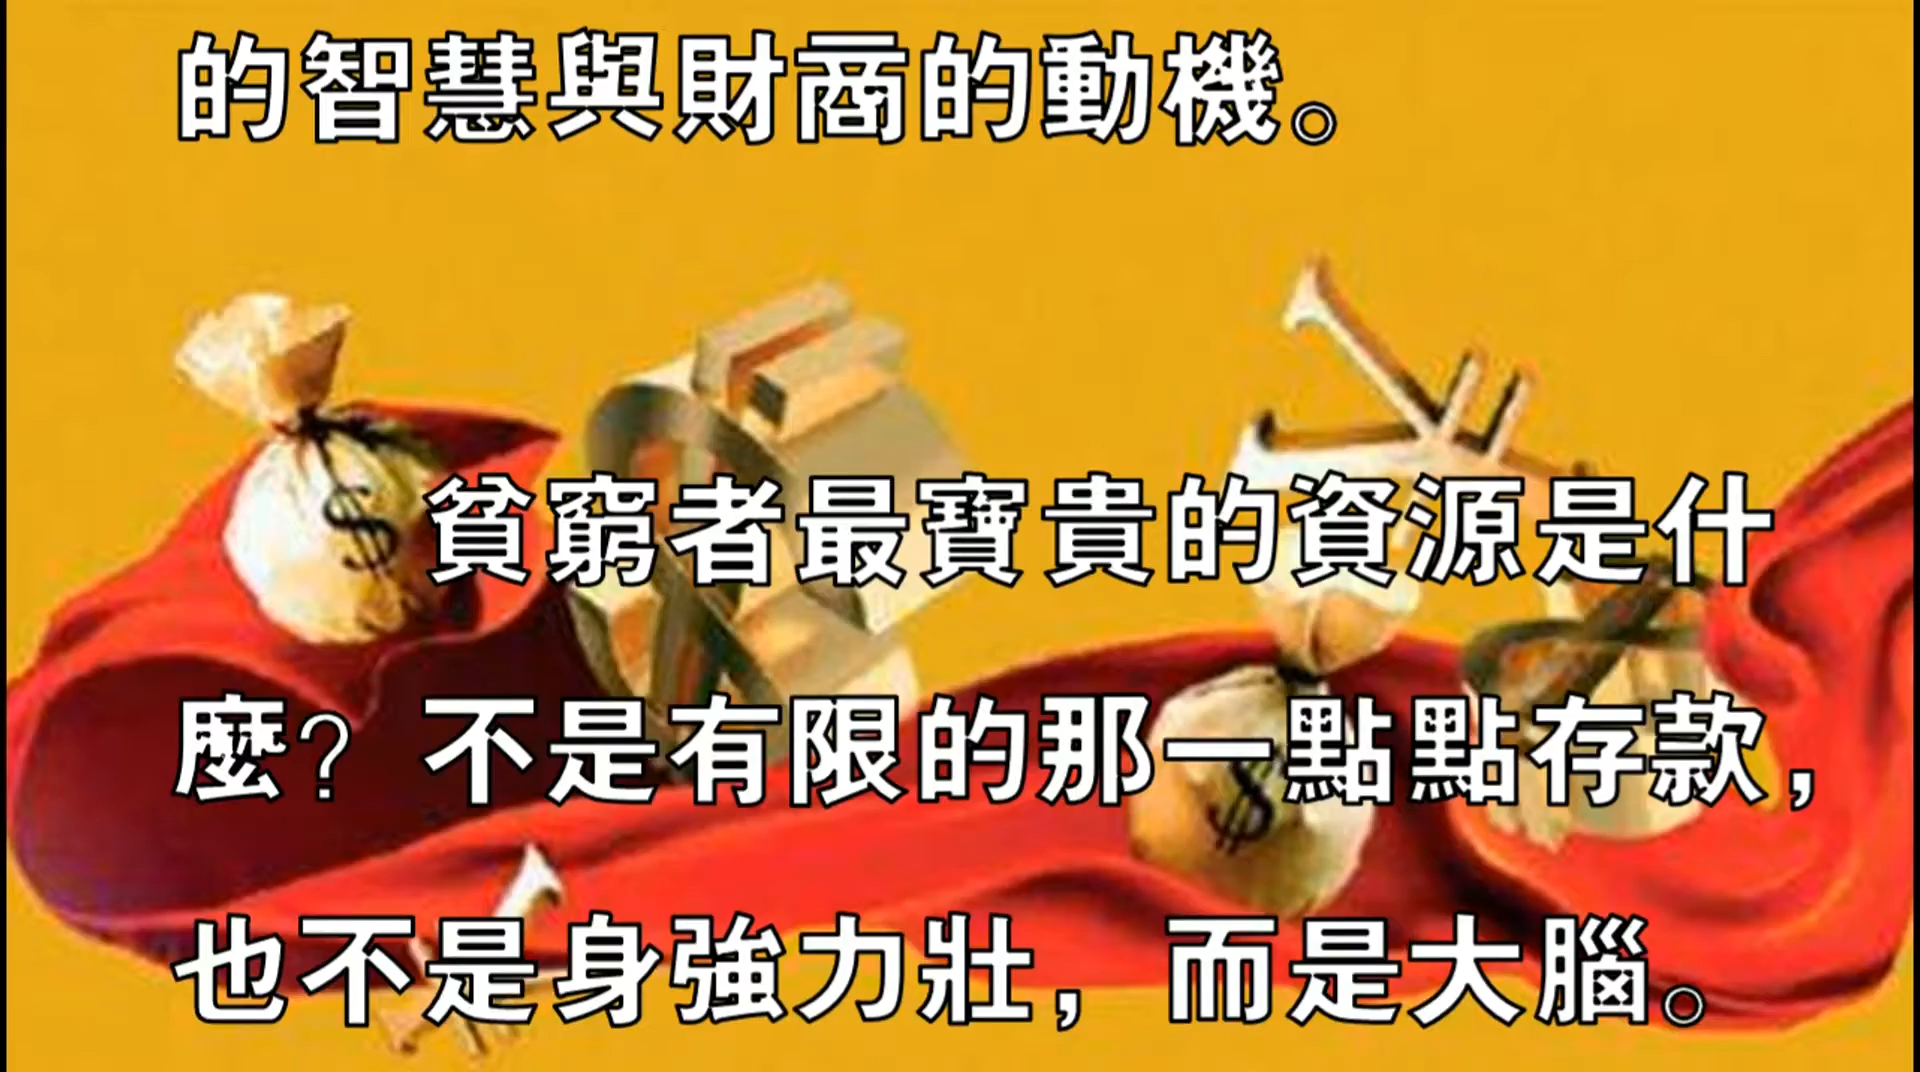 的智慧與財商的動機。
貧窮者最寶貴的資源是什
麼？不是有限的那一點點存款，
也不是身強力壯，而是大腦。
$
$